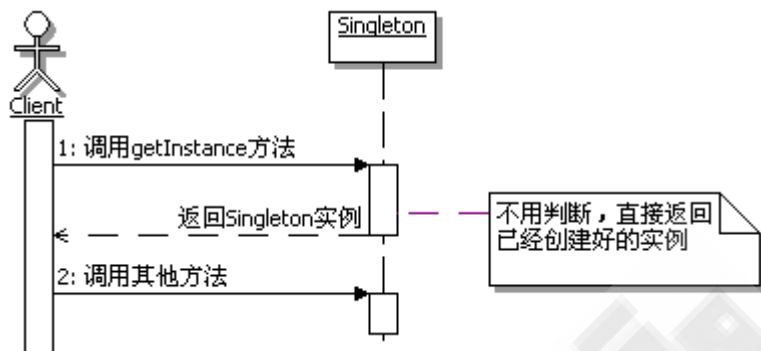 Singleton
Client
1: 调用getInstance方法
返回Singleton实例
不用判断，直接返回
已经创建好的实例
2: 调用其他方法